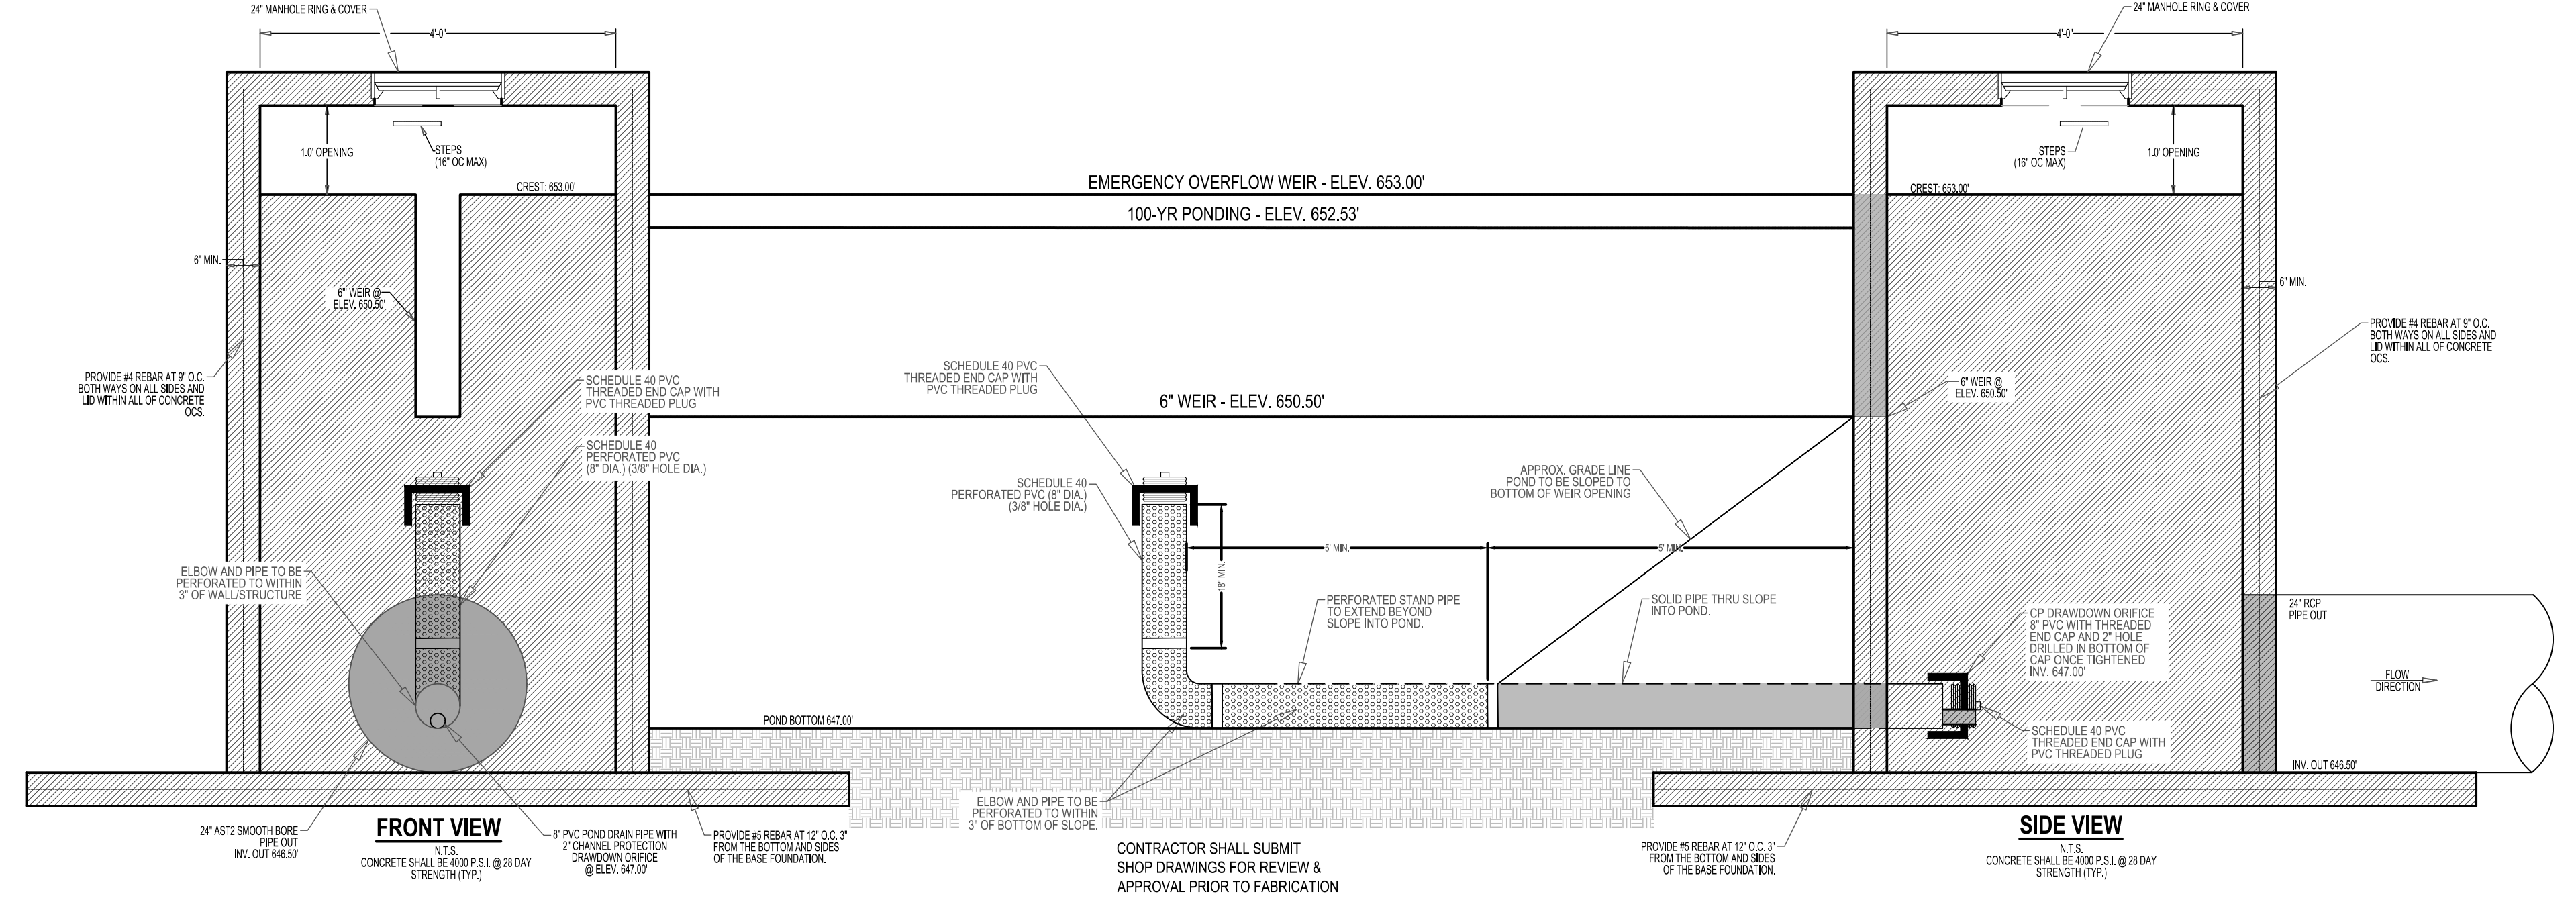 24" MANHOLE RING & COVER
4'-0"
1.0' OPENING
STEPS
(16" OC MAX)
CREST: 653.00'
6" MIN.
6"' WEIR @
ELEV. 650.50'
PROVIDE #4 REBAR AT 9" O.C.
BOTH WAYS ON ALL SIDES AND
LID WITHIN ALL OF CONCRETE
OCS.
SCHEDULE 40 PVC
THREADED END CAP WITH
PVC THREADED PLUG
SCHEDULE 40
PERFORATED PVC
(8" DIA.) (3/8" HOLE DIA.)
ELBOW AND PIPE TO BE
PERFORATED TO WITHIN
3" OF WALL/STRUCTURE
24" AST2 SMOOTH BORE
PIPE OUT
INV. OUT 646.50'
FRONT VIEW
N.T.S.
CONCRETE SHALL BE 4000 P.S.I. @ 28 DAY
STRENGTH (TYP.)
8" PVC POND DRAIN PIPE WITH
2" CHANNEL PROTECTION
DRAWDOWN ORIFICE
@ ELEV. 647.00'
PROVIDE #5 REBAR AT 12" O.C. 3"
FROM THE BOTTOM AND SIDES
OF THE BASE FOUNDATION.
EMERGENCY OVERFLOW WEIR - ELEV. 653.00'
100-YR PONDING - ELEV. 652.53'
6" WEIR - ELEV. 650.50'
SCHEDULE 40 PVC
THREADED END CAP WITH
PVC THREADED PLUG
SCHEDULE 40
PERFORATED PVC (8" DIA.)
(3/8" HOLE DIA.)
APPROX. GRADE LINE
POND TO BE SLOPED TO
BOTTOM OF WEIR OPENING
5' MIN.
5' MIN.
18" MIN.
PERFORATED STAND PIPE
TO EXTEND BEYOND
SLOPE INTO POND.
SOLID PIPE THRU SLOPE
INTO POND.
POND BOTTOM 647.00'
ELBOW AND PIPE TO BE
PERFORATED TO WITHIN
3" OF BOTTOM OF SLOPE.
CONTRACTOR SHALL SUBMIT
SHOP DRAWINGS FOR REVIEW &
APPROVAL PRIOR TO FABRICATION
24" MANHOLE RING & COVER
4'-0"
STEPS
(16" OC MAX)
1.0' OPENING
CREST: 653.00'
6" MIN.
PROVIDE #4 REBAR AT 9" O.C.
BOTH WAYS ON ALL SIDES AND
LID WITHIN ALL OF CONCRETE
OCS.
6" WEIR @
ELEV. 650.50'
24" RCP
PIPE OUT
CP DRAWDOWN ORIFICE
8" PVC WITH THREADED
END CAP AND 2" HOLE
DRILLED IN BOTTOM OF
CAP ONCE TIGHTENED
INV. 647.00'
FLOW
DIRECTION
SCHEDULE 40 PVC
THREADED END CAP WITH
PVC THREADED PLUG
INV. OUT 646.50'
PROVIDE #5 REBAR AT 12" O.C. 3"
FROM THE BOTTOM AND SIDES
OF THE BASE FOUNDATION.
SIDE VIEW
N.T.S.
CONCRETE SHALL BE 4000 P.S.I. @ 28 DAY
STRENGTH (TYP.)